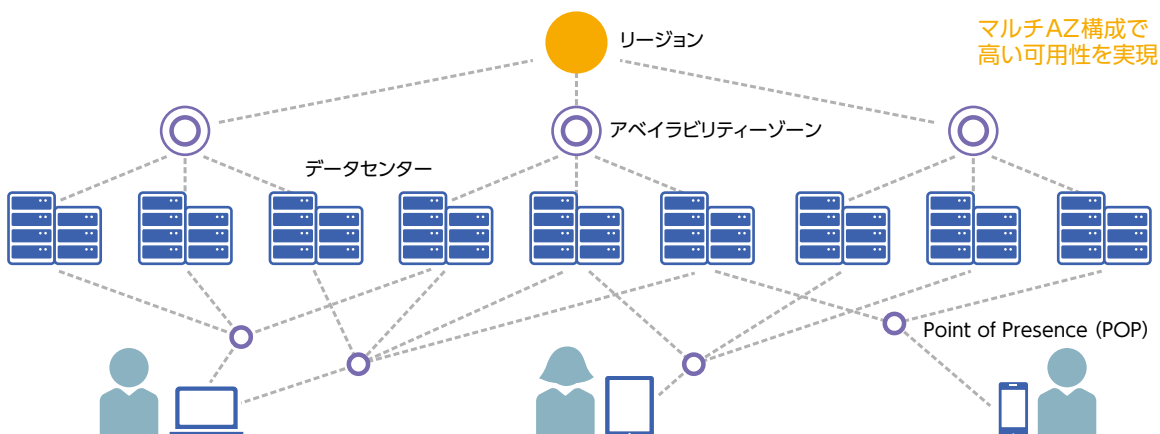 リージョン
マルチAZ構成で
高い可用性を実現
アベイラビリティーゾーン
データセンター
Point of Presence (POP)